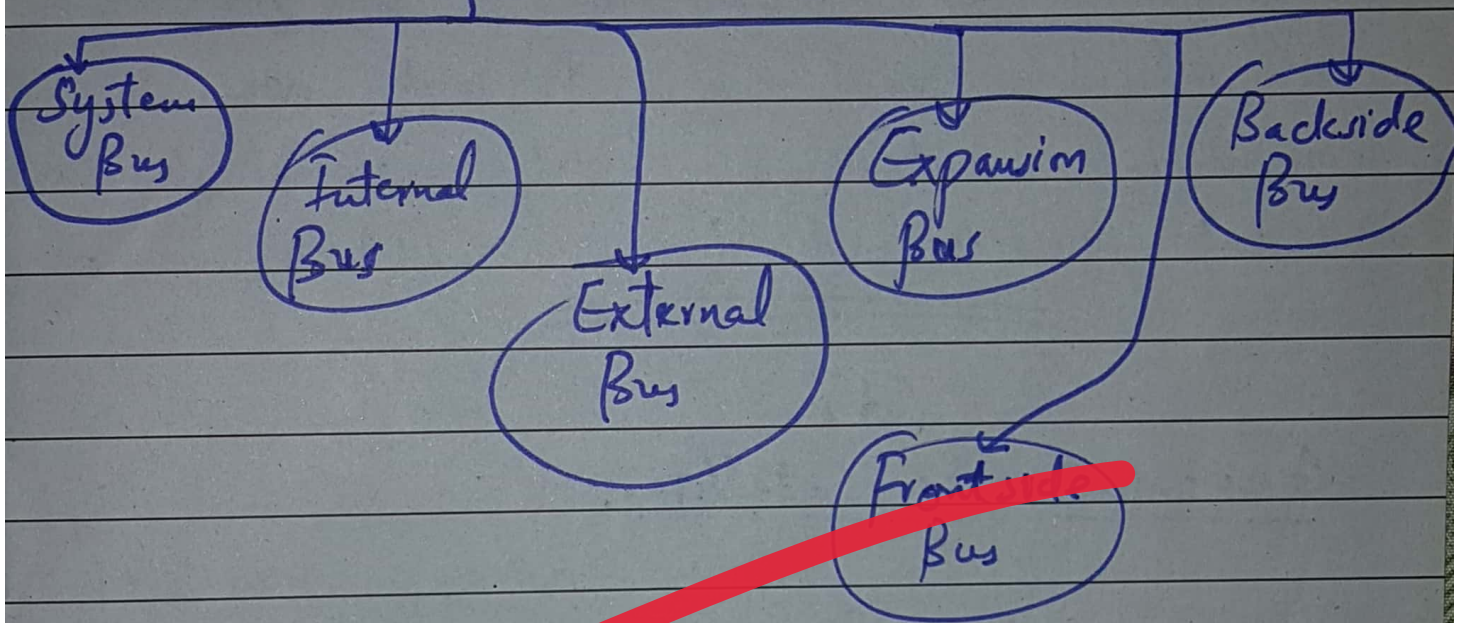 System
Bus
Internal
Bus
External
Bus
Expansion
Bus
Frontside
Bus
Backside
Bus